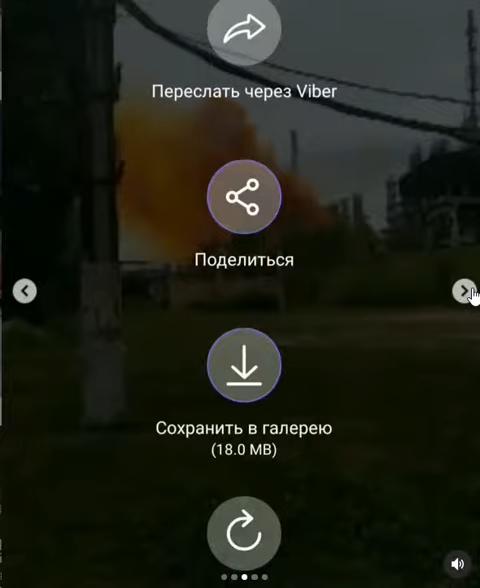 Переслать через Viber
Поделиться
Сохранить в галерею
(18.0 MB)